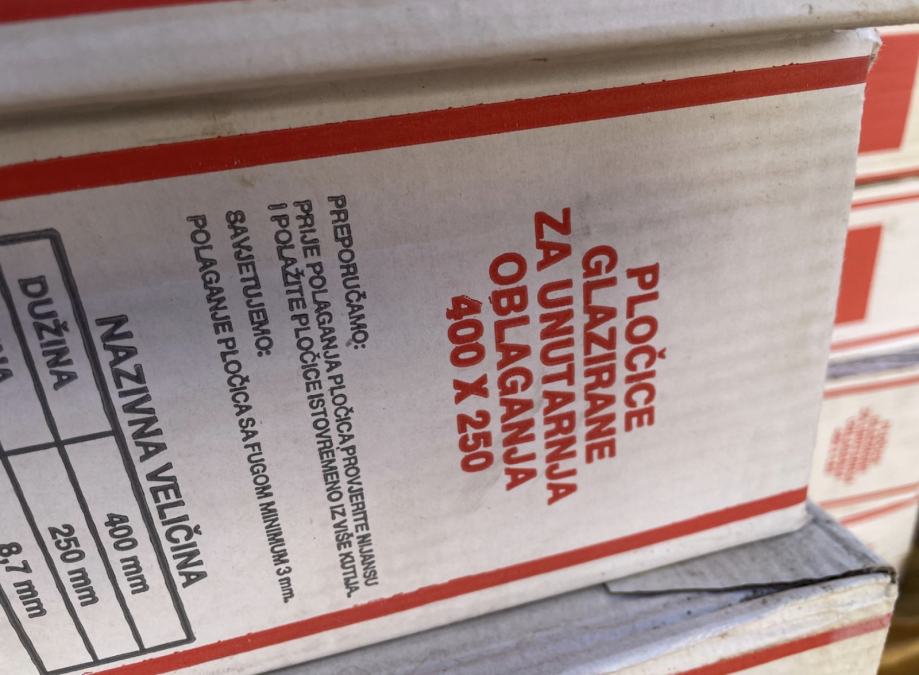 PLOČICE
GLAZIRANE
ZA UNUTARNJA
OBLAGANJA
400 X 250
PREPORUČAMO:
PRIJE POLAGANJA PLOČICA PROVJERITE NIJANSU
I POLAŽITE PLOČICE ISTOVREMENO IZ VIŠE KUTIJA.
SAVJETUJEMO:
POLAGANJE PLOČICA SA FUGOM MINIMUM 3 mm.
NAZIVNA VELIČINA
DUŽINA 400 mm
250 mm
8,7 mm